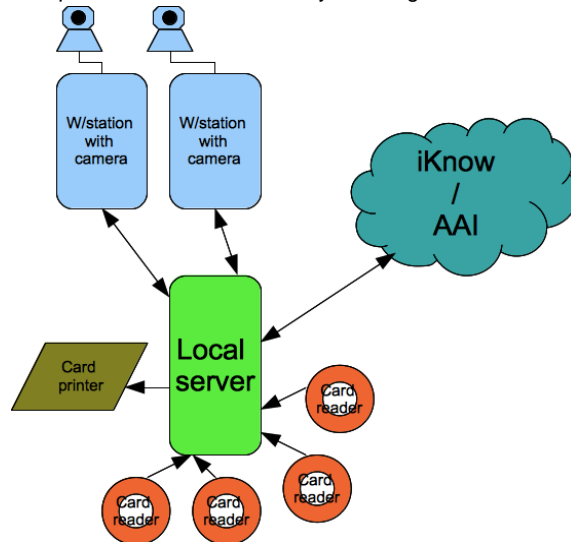 W/station
with
camera
W/station
with
camera
iKnow
/
AAI
Local
server
Card
printer
Card
reader
Card
reader
Card
reader
Card
reader